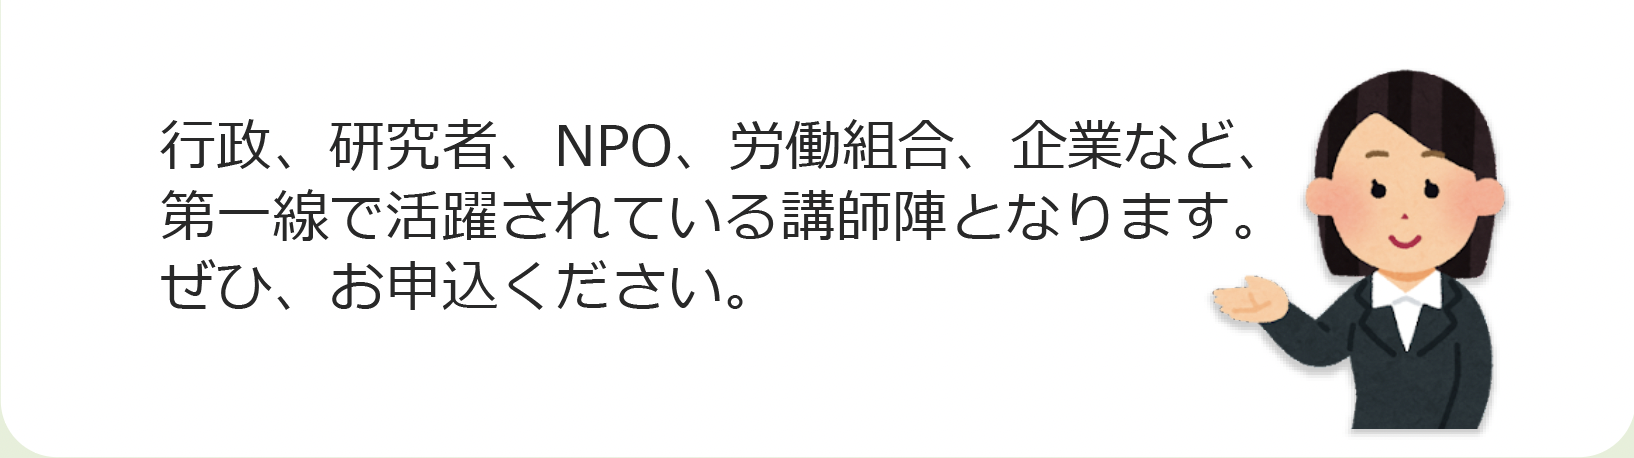 行政、研究者、NPO、労働組合、企業など、
第一線で活躍されている講師陣となります。
ぜひ、お申込ください。